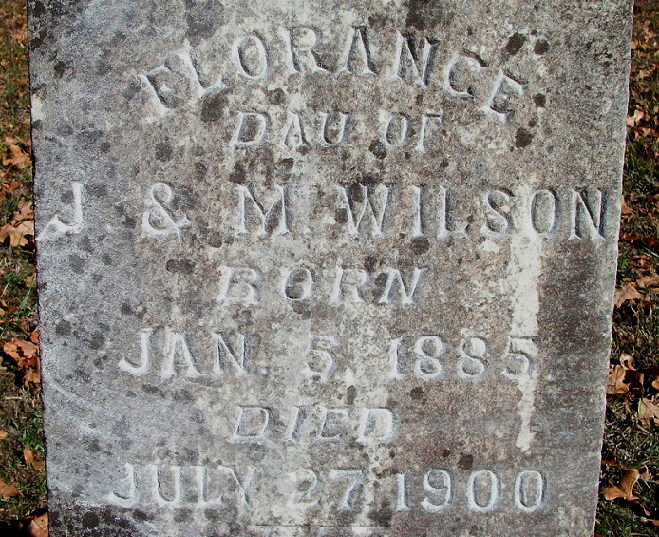 FLORANCE
DAU OF
J. & M. WILSON
BORN
JAN. 5, 1885.
DIED
JULY 27, 1900